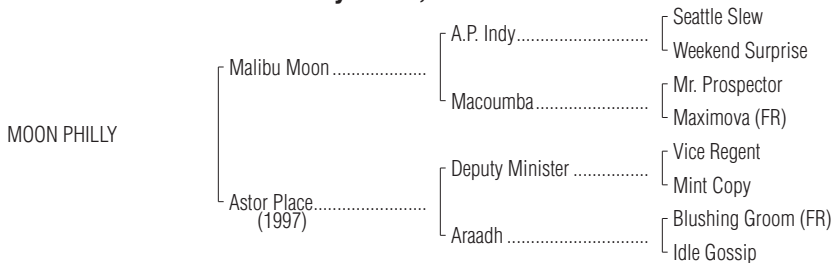 Seattle Slew
A.P. Indy
Weekend Surprise
Malibu Moon
Mr. Prospector
Macoumba
Maximova (FR)
MOON PHILLY
Vice Regent
Deputy Minister
Mint Copy
Astor Place
(1997)
Blushing Groom (FR)
Araadh
Idle Gossip